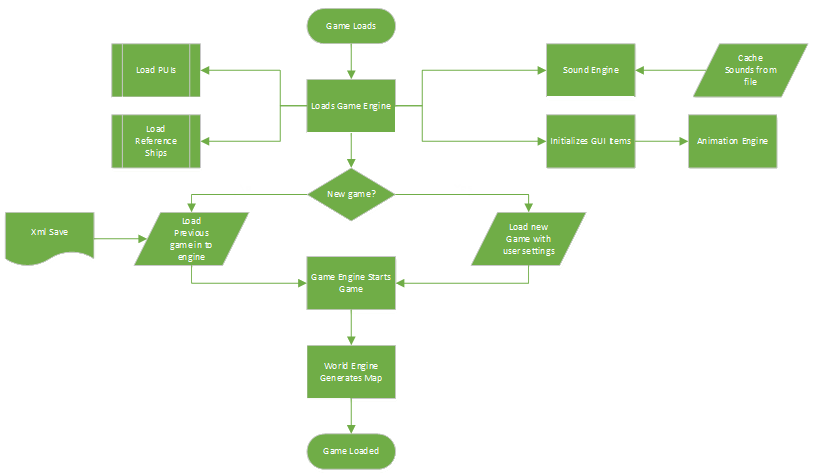 Game Loads
Load PUIs
Sound Engine
Cache
Sounds from
file
Loads Game Engine
Load
Reference
Ships
Initializes GUI Items
Animation Engine
New game?
Xml Save
Load
Previous
game in to
engine
Load new
Game with
user settings
Game Engine Starts
Game
World Engine
Generates Map
Game Loaded